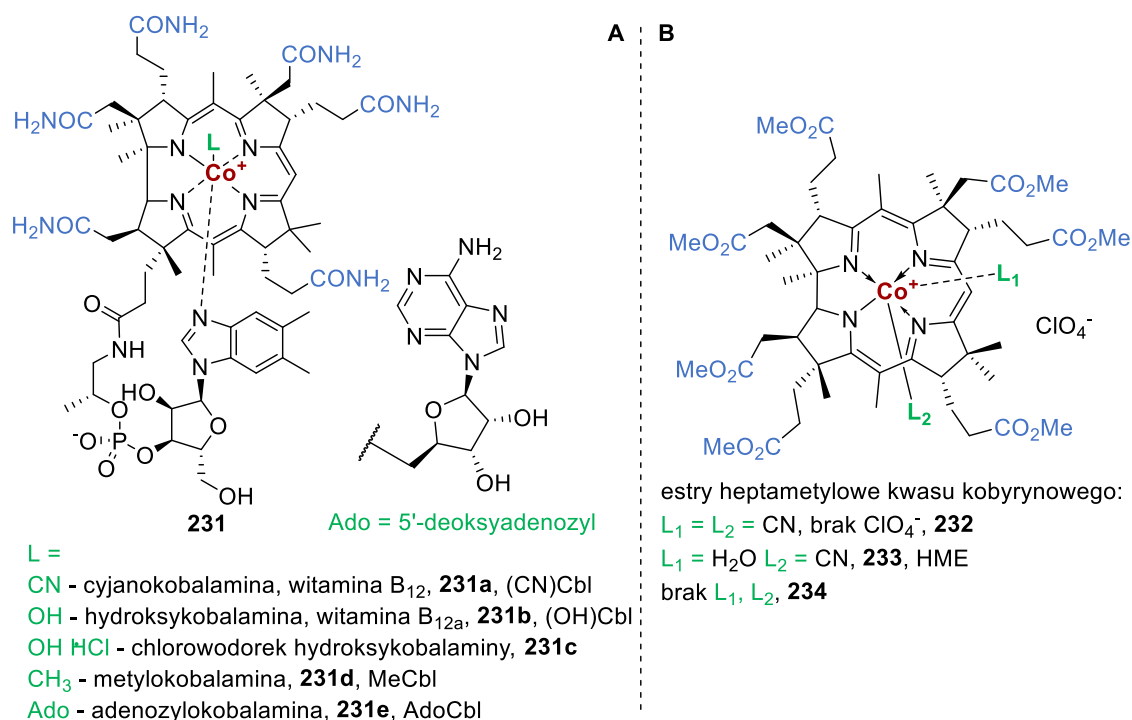 A
B
CONH₂
CONH₂
CONH₂
H₂NOC
L
N
N
Co⁺
N
N
H₂NOC
CONH₂
O
NH
N
N
HO
O
⁻O
P
O
O
O
OH
231
NH₂
N
N
N
N
O
OH
OH
Ado = 5'-deoksyadenozyl
L =
CN - cyjanokobalamina, witamina B₁₂, 231a, (CN)Cbl
OH - hydroksykobalamina, witamina B₁₂ₐ, 231b, (OH)Cbl
OH·HCl - chlorowodorek hydroksykobalaminy, 231c
CH₃ - metylokobalamina, 231d, MeCbl
Ado - adenozylokobalamina, 231e, AdoCbl
MeO₂C
CO₂Me
MeO₂C
CO₂Me
N
N
Co⁺
L₁
N
N
ClO₄⁻
MeO₂C
L₂
MeO₂C
CO₂Me
estry heptametylowe kwasu kobyrynowego:
L₁ = L₂ = CN, brak ClO₄⁻, 232
L₁ = H₂O L₂ = CN, 233, HME
brak L₁, L₂, 234